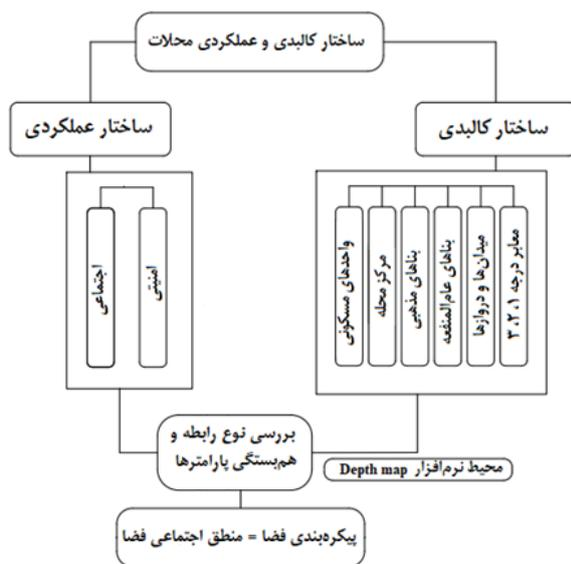 ساختار کالبدی و عملکردی محلات
ساختار کالبدی
ساختار عملکردی
معابر درجه ۱، ۲، ۳
میدان‌ها و دروازها
بناهای عام‌المنفعه
بناهای مذهبی
مرکز محله
واحدهای مسکونی
امنیتی
اجتماعی
بررسی نوع رابطه و
هم‌بستگی پارامترها
محیط نرم‌افزار Depth map
پیکره‌بندی فضا = منطق اجتماعی فضا